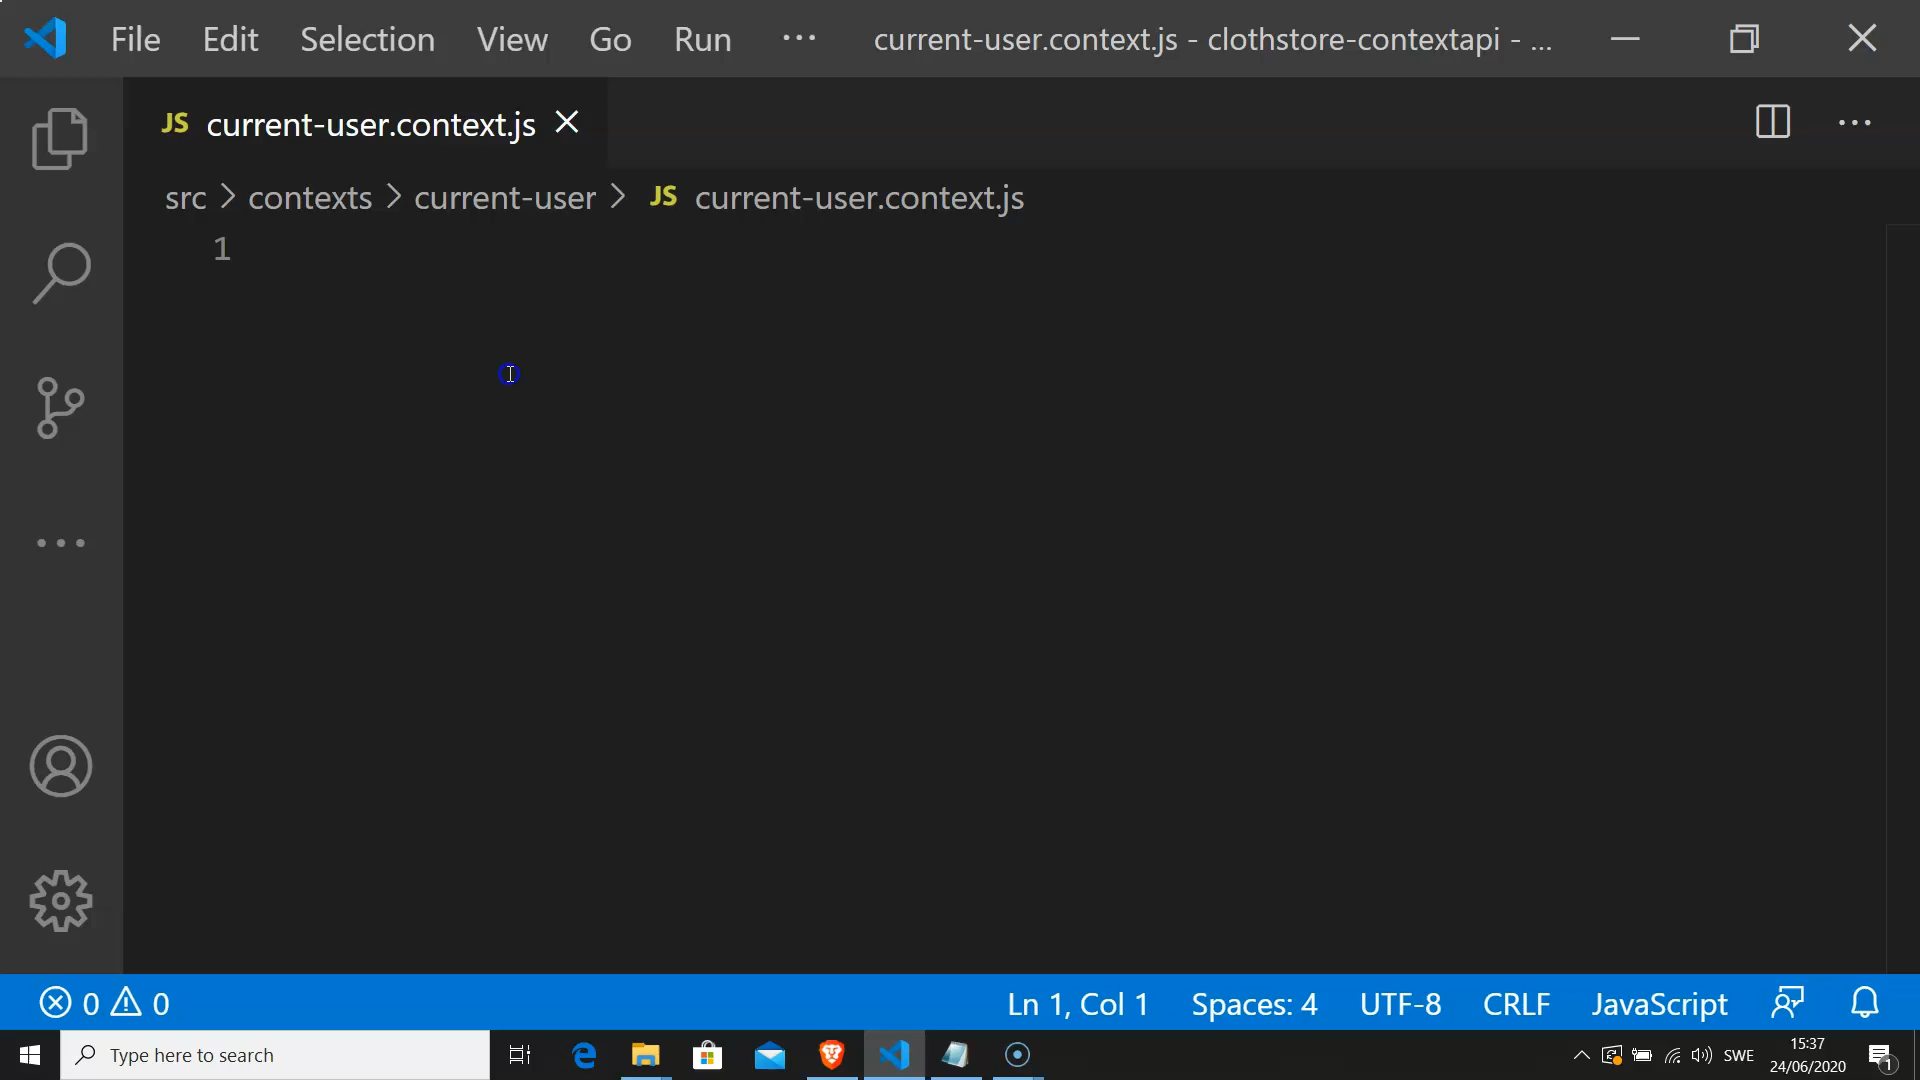 File Edit Selection View Go Run ··· current-user.context.js - clothstore-contextapi - ...
JS current-user.context.js
src > contexts > current-user > JS current-user.context.js
1
0 0 Ln 1, Col 1 Spaces: 4 UTF-8 CRLF JavaScript
Type here to search SWE 15:37
24/06/2020 1